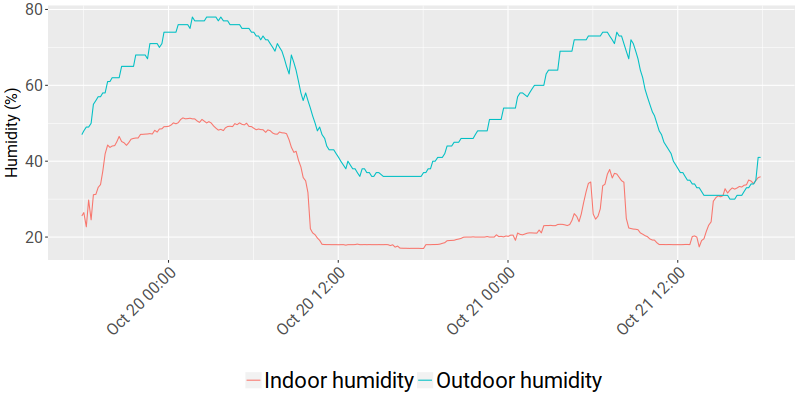 80
60
40
20
Humidity (%)
Oct 20 00:00
Oct 20 12:00
Oct 21 00:00
Oct 21 12:00
Indoor humidity
Outdoor humidity